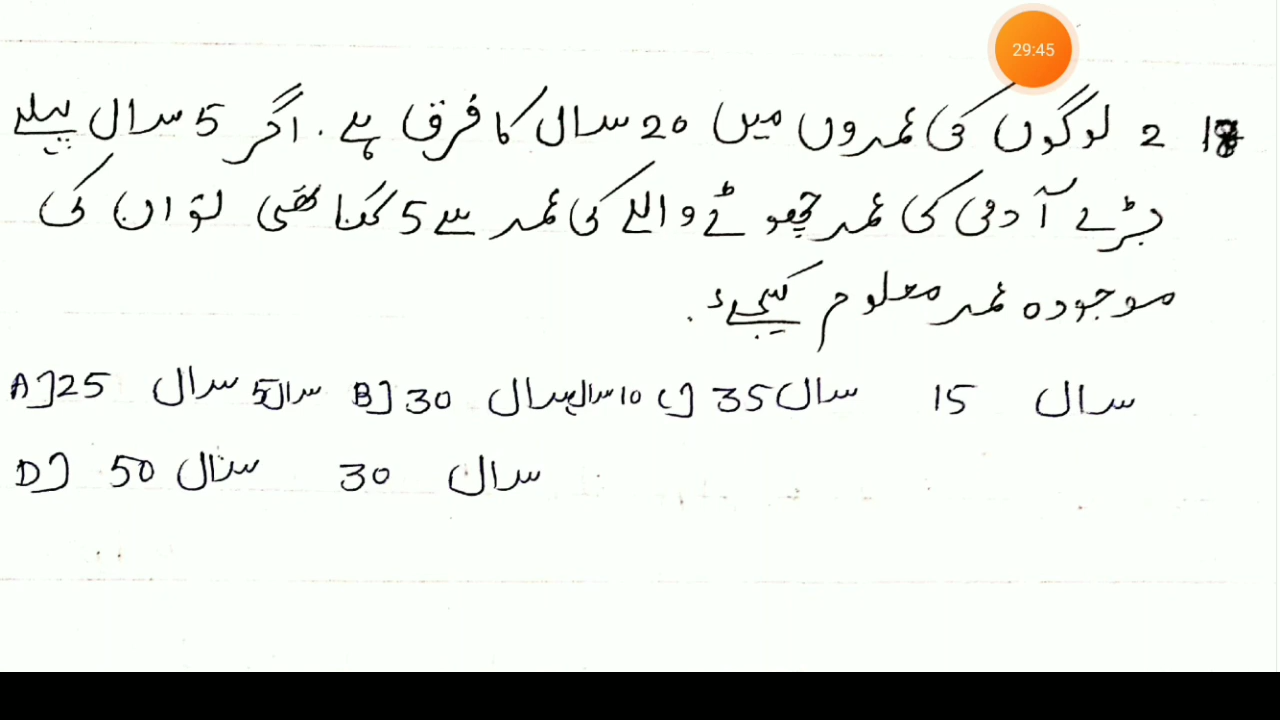 29:45
17 2 لوگوں کی عمروں میں 20 سال کا فرق ہے. اگر 5 سال پہلے
بڑے آدمی کی عمر چھوٹے والے کی عمر سے 5 گنا تھی تو ان کی
موجودہ عمر معلوم کیجیے.
A] 25 سال 5 سال B] 30 سال 10 سال C] 35 سال 15 سال
D] 50 سال 30 سال